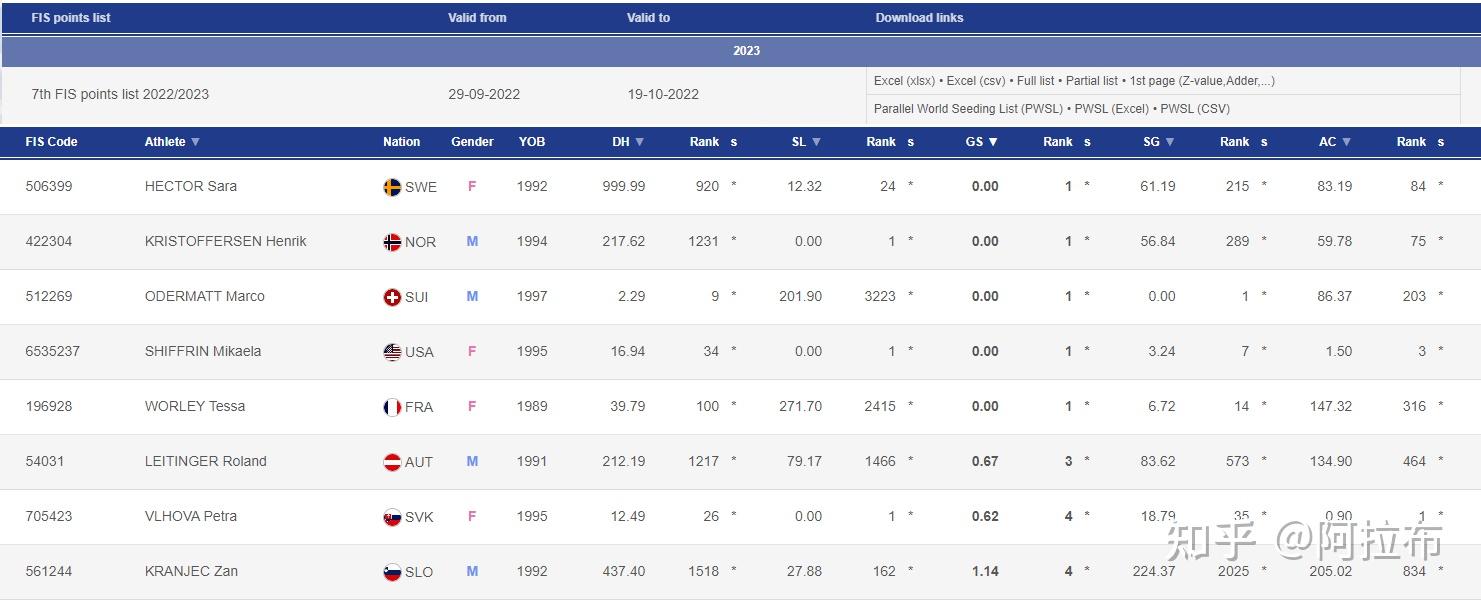 FIS points list Valid from Valid to Download links
2023
7th FIS points list 2022/2023 29-09-2022 19-10-2022 Excel (xlsx) • Excel (csv) • Full list • Partial list • 1st page (Z-value,Adder,...)
Parallel World Seeding List (PWSL) • PWSL (Excel) • PWSL (CSV)
FIS Code Athlete ▼ Nation Gender YOB DH ▼ Rank s SL ▼ Rank s GS ▼ Rank s SG ▼ Rank s AC ▼ Rank s
506399 HECTOR Sara SWE F 1992 999.99 920 * 12.32 24 * 0.00 1 * 61.19 215 * 83.19 84 *
422304 KRISTOFFERSEN Henrik NOR M 1994 217.62 1231 * 0.00 1 * 0.00 1 * 56.84 289 * 59.78 75 *
512269 ODERMATT Marco SUI M 1997 2.29 9 * 201.90 3223 * 0.00 1 * 0.00 1 * 86.37 203 *
6535237 SHIFFRIN Mikaela USA F 1995 16.94 34 * 0.00 1 * 0.00 1 * 3.24 7 * 1.50 3 *
196928 WORLEY Tessa FRA F 1989 39.79 100 * 271.70 2415 * 0.00 1 * 6.72 14 * 147.32 316 *
54031 LEITINGER Roland AUT M 1991 212.19 1217 * 79.17 1466 * 0.67 3 * 83.62 573 * 134.90 464 *
705423 VLHOVA Petra SVK F 1995 12.49 26 * 0.00 1 * 0.62 4 * 18.79 35 * 0.90 1 *
561244 KRANJEC Zan SLO M 1992 437.40 1518 * 27.88 162 * 1.14 4 * 224.37 2025 * 205.02 834 *
知乎 @阿拉布